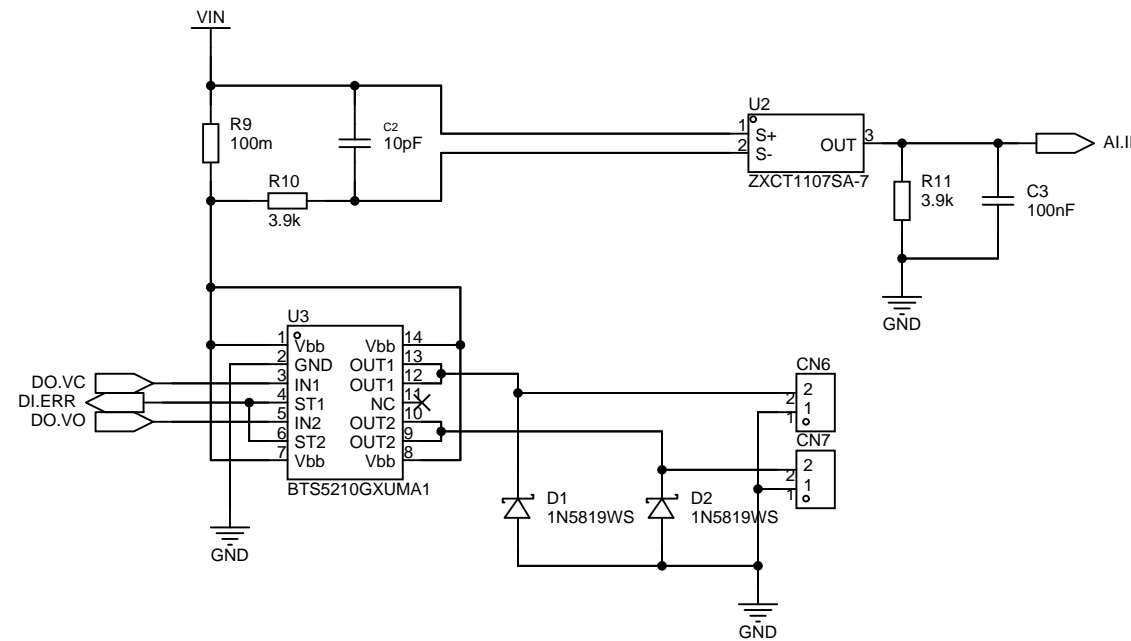 VIN
R9
100m
C2
10pF
R10
3.9k
U2
1
2
S+
S-
OUT
3
ZXCT1107SA-7
AI.I
R11
3.9k
C3
100nF
GND
U3
1 Vbb
2 GND
3 IN1
4 ST1
5 IN2
6 ST2
7 Vbb
Vbb 14
OUT1 13
OUT1 12
NC 11
OUT2 10
OUT2 9
Vbb 8
BTS5210GXUMA1
DO.VC
DI.ERR
DO.VO
GND
CN6
2 2
1 1
CN7
2 2
1 1
D1
1N5819WS
D2
1N5819WS
GND